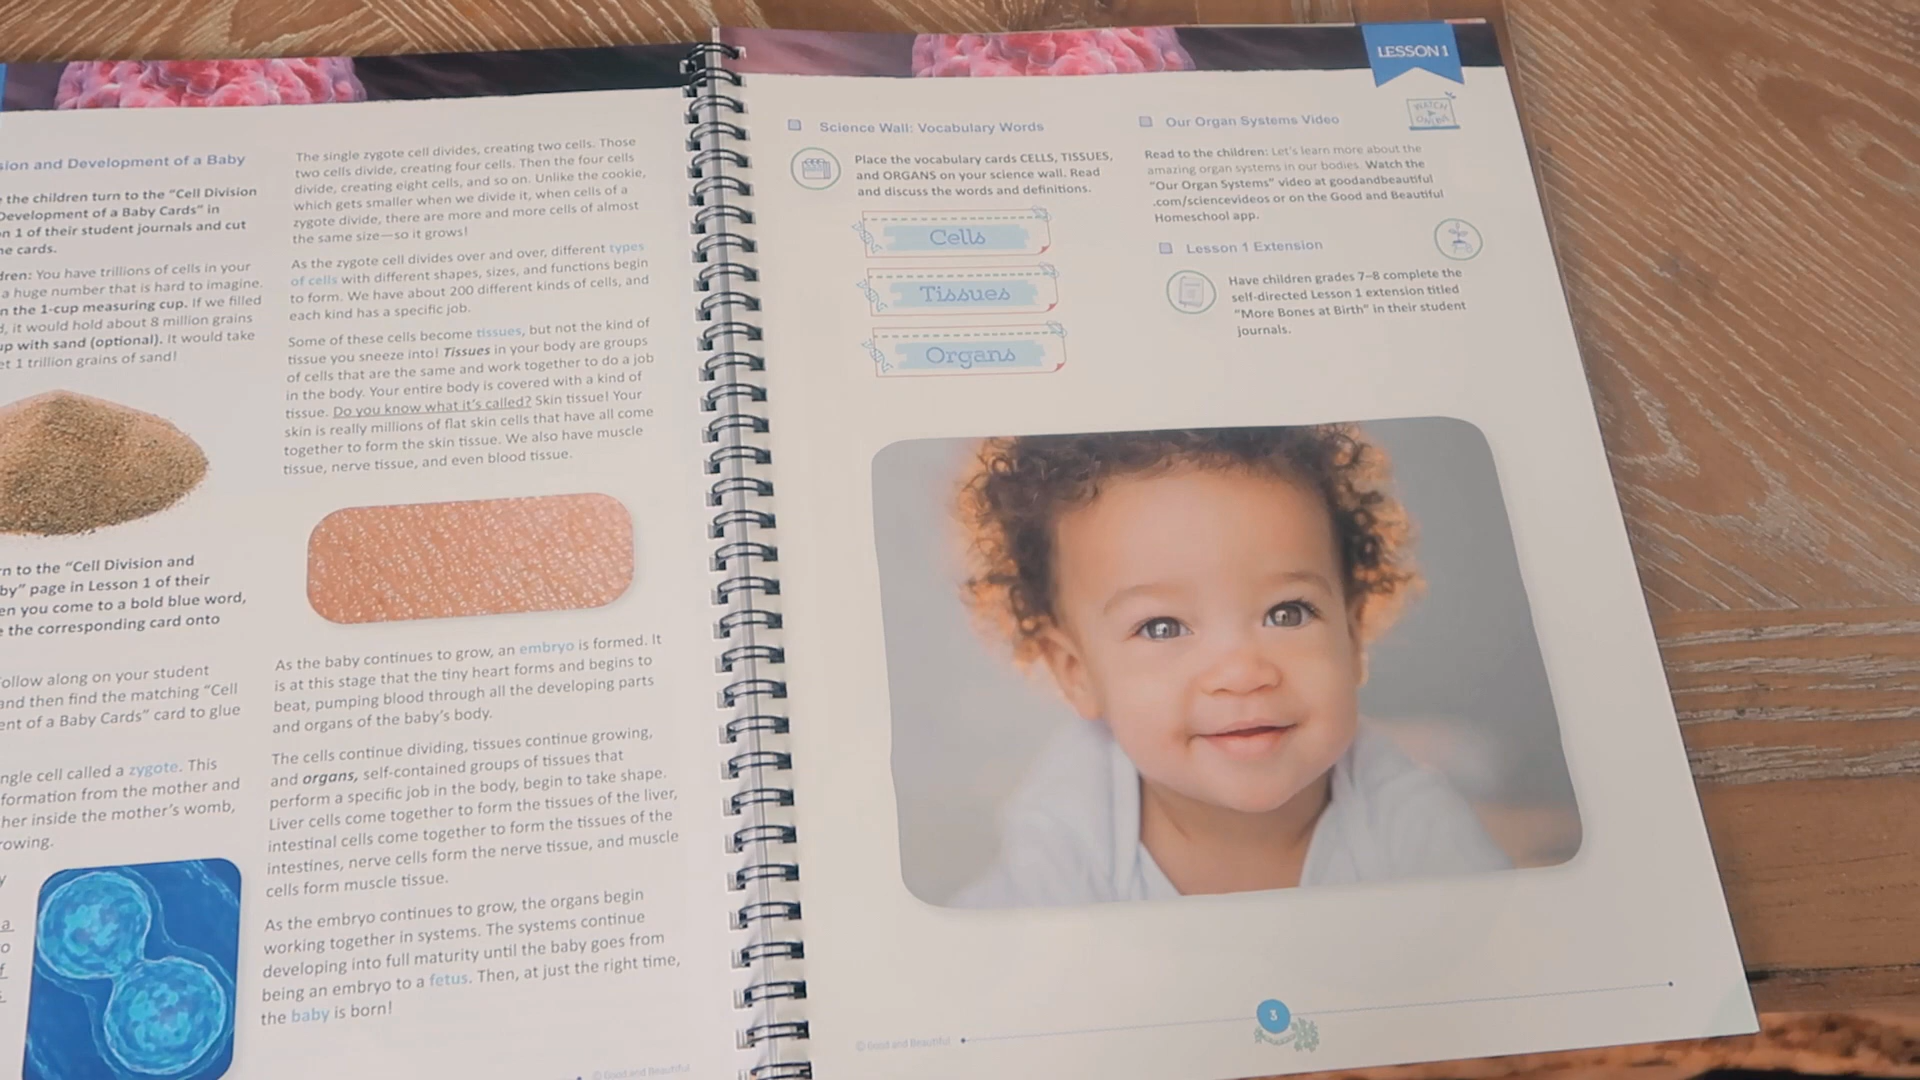 sion and Development of a Baby
the children turn to the “Cell Division
Development of a Baby Cards” in
n 1 of their student journals and cut
he cards.
dren: You have trillions of cells in your
a huge number that is hard to imagine.
n the 1-cup measuring cup. If we filled
d, it would hold about 8 million grains
up with sand (optional). It would take
et 1 trillion grains of sand!
rn to the “Cell Division and
by” page in Lesson 1 of their
en you come to a bold blue word,
e the corresponding card onto
follow along on your student
and then find the matching “Cell
ent of a Baby Cards” card to glue
ngle cell called a zygote. This
formation from the mother and
her inside the mother’s womb,
rowing.
The single zygote cell divides, creating two cells. Those
two cells divide, creating four cells. Then the four cells
divide, creating eight cells, and so on. Unlike the cookie,
which gets smaller when we divide it, when cells of a
zygote divide, there are more and more cells of almost
the same size—so it grows!
As the zygote cell divides over and over, different types
of cells with different shapes, sizes, and functions begin
to form. We have about 200 different kinds of cells, and
each kind has a specific job.
Some of these cells become tissues, but not the kind of
tissue you sneeze into! Tissues in your body are groups
of cells that are the same and work together to do a job
in the body. Your entire body is covered with a kind of
tissue. Do you know what it’s called? Skin tissue! Your
skin is really millions of flat skin cells that have all come
together to form the skin tissue. We also have muscle
tissue, nerve tissue, and even blood tissue.
As the baby continues to grow, an embryo is formed. It
is at this stage that the tiny heart forms and begins to
beat, pumping blood through all the developing parts
and organs of the baby’s body.
The cells continue dividing, tissues continue growing,
and organs, self-contained groups of tissues that
perform a specific job in the body, begin to take shape.
Liver cells come together to form the tissues of the liver,
intestinal cells come together to form the tissues of the
intestines, nerve cells form the nerve tissue, and muscle
cells form muscle tissue.
As the embryo continues to grow, the organs begin
working together in systems. The systems continue
developing into full maturity until the baby goes from
being an embryo to a fetus. Then, at just the right time,
the baby is born!
© Good and Beautiful
LESSON 1
Science Wall: Vocabulary Words
Place the vocabulary cards CELLS, TISSUES,
and ORGANS on your science wall. Read
and discuss the words and definitions.
Cells
Tissues
Organs
Our Organ Systems Video
WATCH
ONLINE
Read to the children: Let’s learn more about the
amazing organ systems in our bodies. Watch the
“Our Organ Systems” video at goodandbeautiful
.com/sciencevideos or on the Good and Beautiful
Homeschool app.
Lesson 1 Extension
7–8
Have children grades 7–8 complete the
self-directed Lesson 1 extension titled
“More Bones at Birth” in their student
journals.
© Good and Beautiful
3